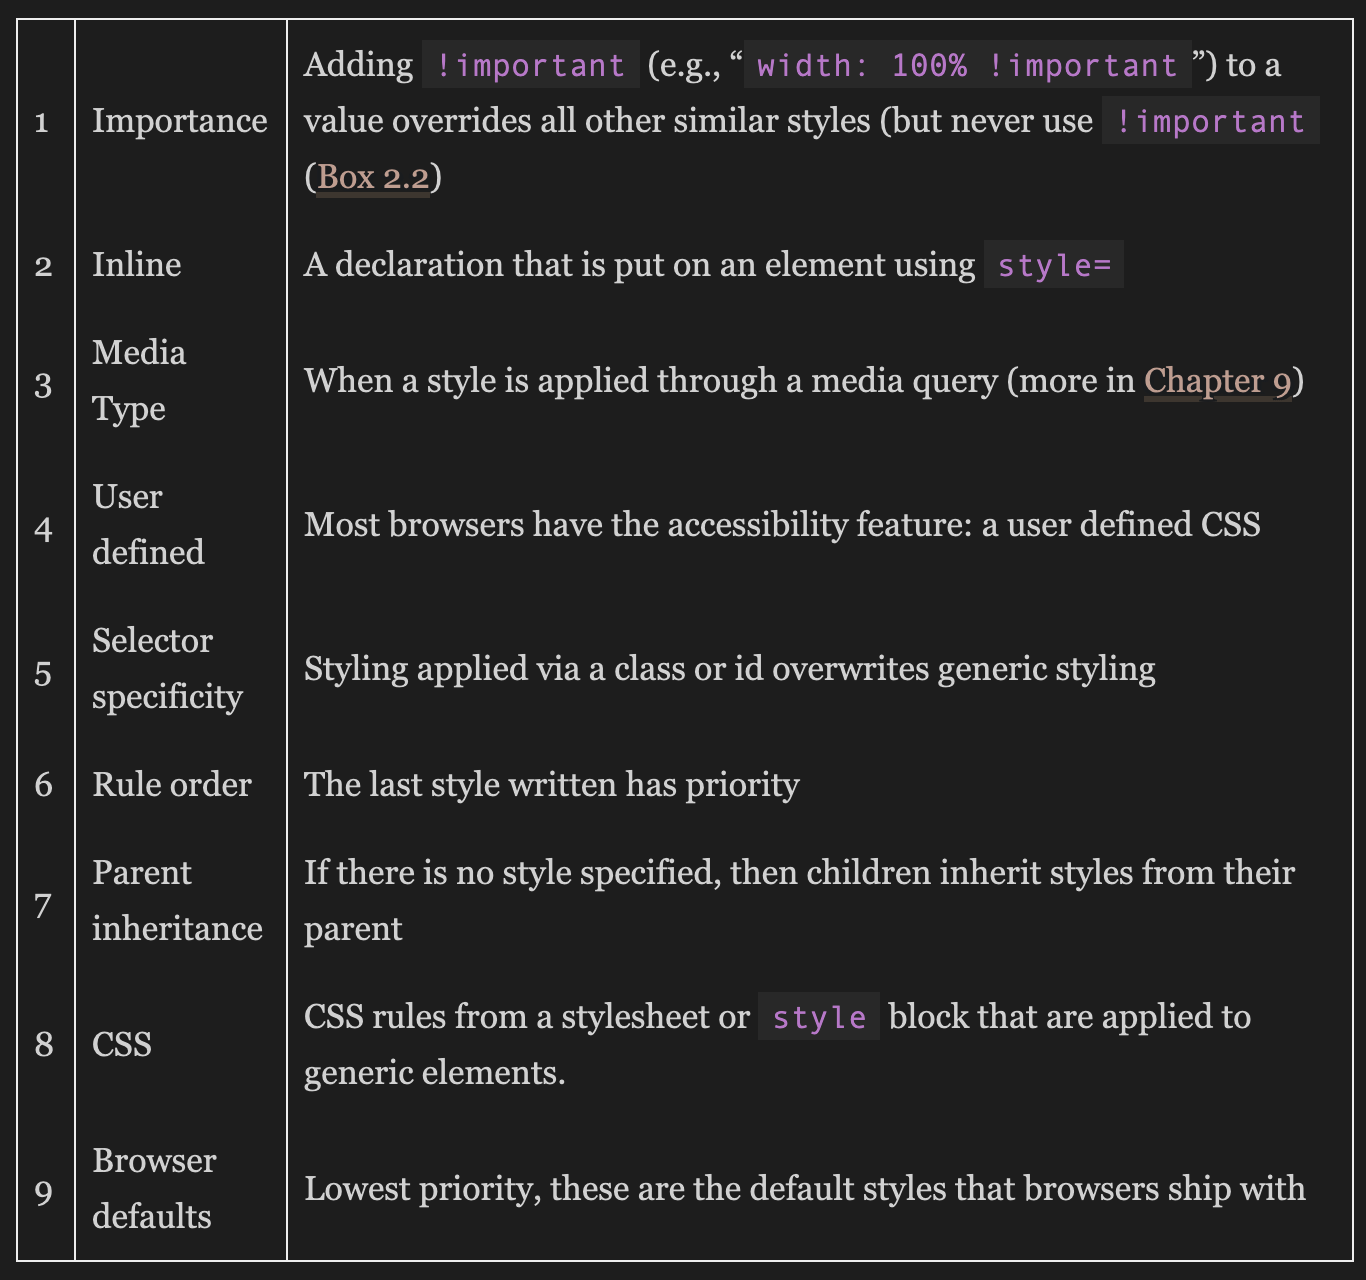 1
Importance
Adding !important (e.g., “width: 100% !important”) to a
value overrides all other similar styles (but never use !important
(Box 2.2)
2
Inline
A declaration that is put on an element using style=
3
Media
Type
When a style is applied through a media query (more in Chapter 9)
4
User
defined
Most browsers have the accessibility feature: a user defined CSS
5
Selector
specificity
Styling applied via a class or id overwrites generic styling
6
Rule order
The last style written has priority
7
Parent
inheritance
If there is no style specified, then children inherit styles from their
parent
8
CSS
CSS rules from a stylesheet or style block that are applied to
generic elements.
9
Browser
defaults
Lowest priority, these are the default styles that browsers ship with